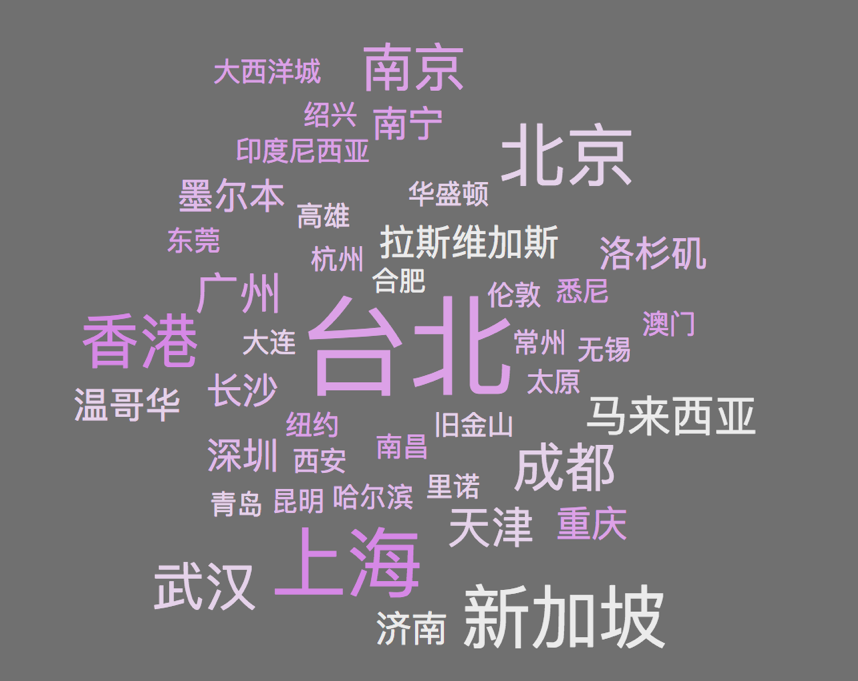 南京
大西洋城
绍兴
南宁
印度尼西亚
北京
墨尔本
华盛顿
高雄
东莞
拉斯维加斯
洛杉矶
杭州
合肥
广州
伦敦
悉尼
澳门
香港
大连
台北
常州
无锡
太原
长沙
温哥华
马来西亚
纽约
旧金山
南昌
深圳
西安
成都
里诺
青岛
昆明
哈尔滨
天津
重庆
上海
武汉
济南
新加坡